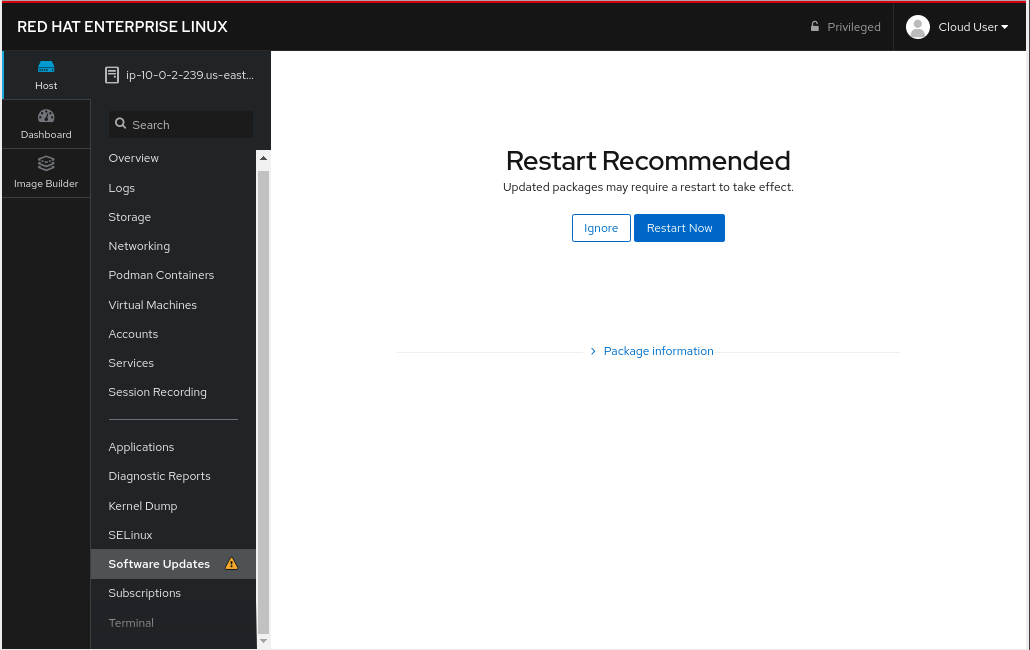 RED HAT ENTERPRISE LINUX
Privileged
Cloud User
Host
Dashboard
Image Builder
ip-10-0-2-239.us-east...
Search
Overview
Logs
Storage
Networking
Podman Containers
Virtual Machines
Accounts
Services
Session Recording
Applications
Diagnostic Reports
Kernel Dump
SELinux
Software Updates
Subscriptions
Terminal
Restart Recommended
Updated packages may require a restart to take effect.
Ignore
Restart Now
Package information